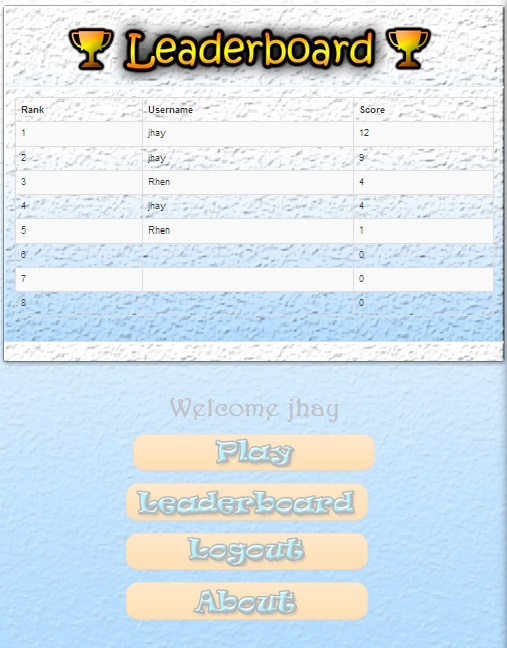 Leaderboard
Rank Username Score
1 jhay 12
2 jhay 9
3 Rhen 4
4 jhay 4
5 Rhen 1
6 0
7 0
8 0
Welcome jhay
Play
Leaderboard
Logout
About